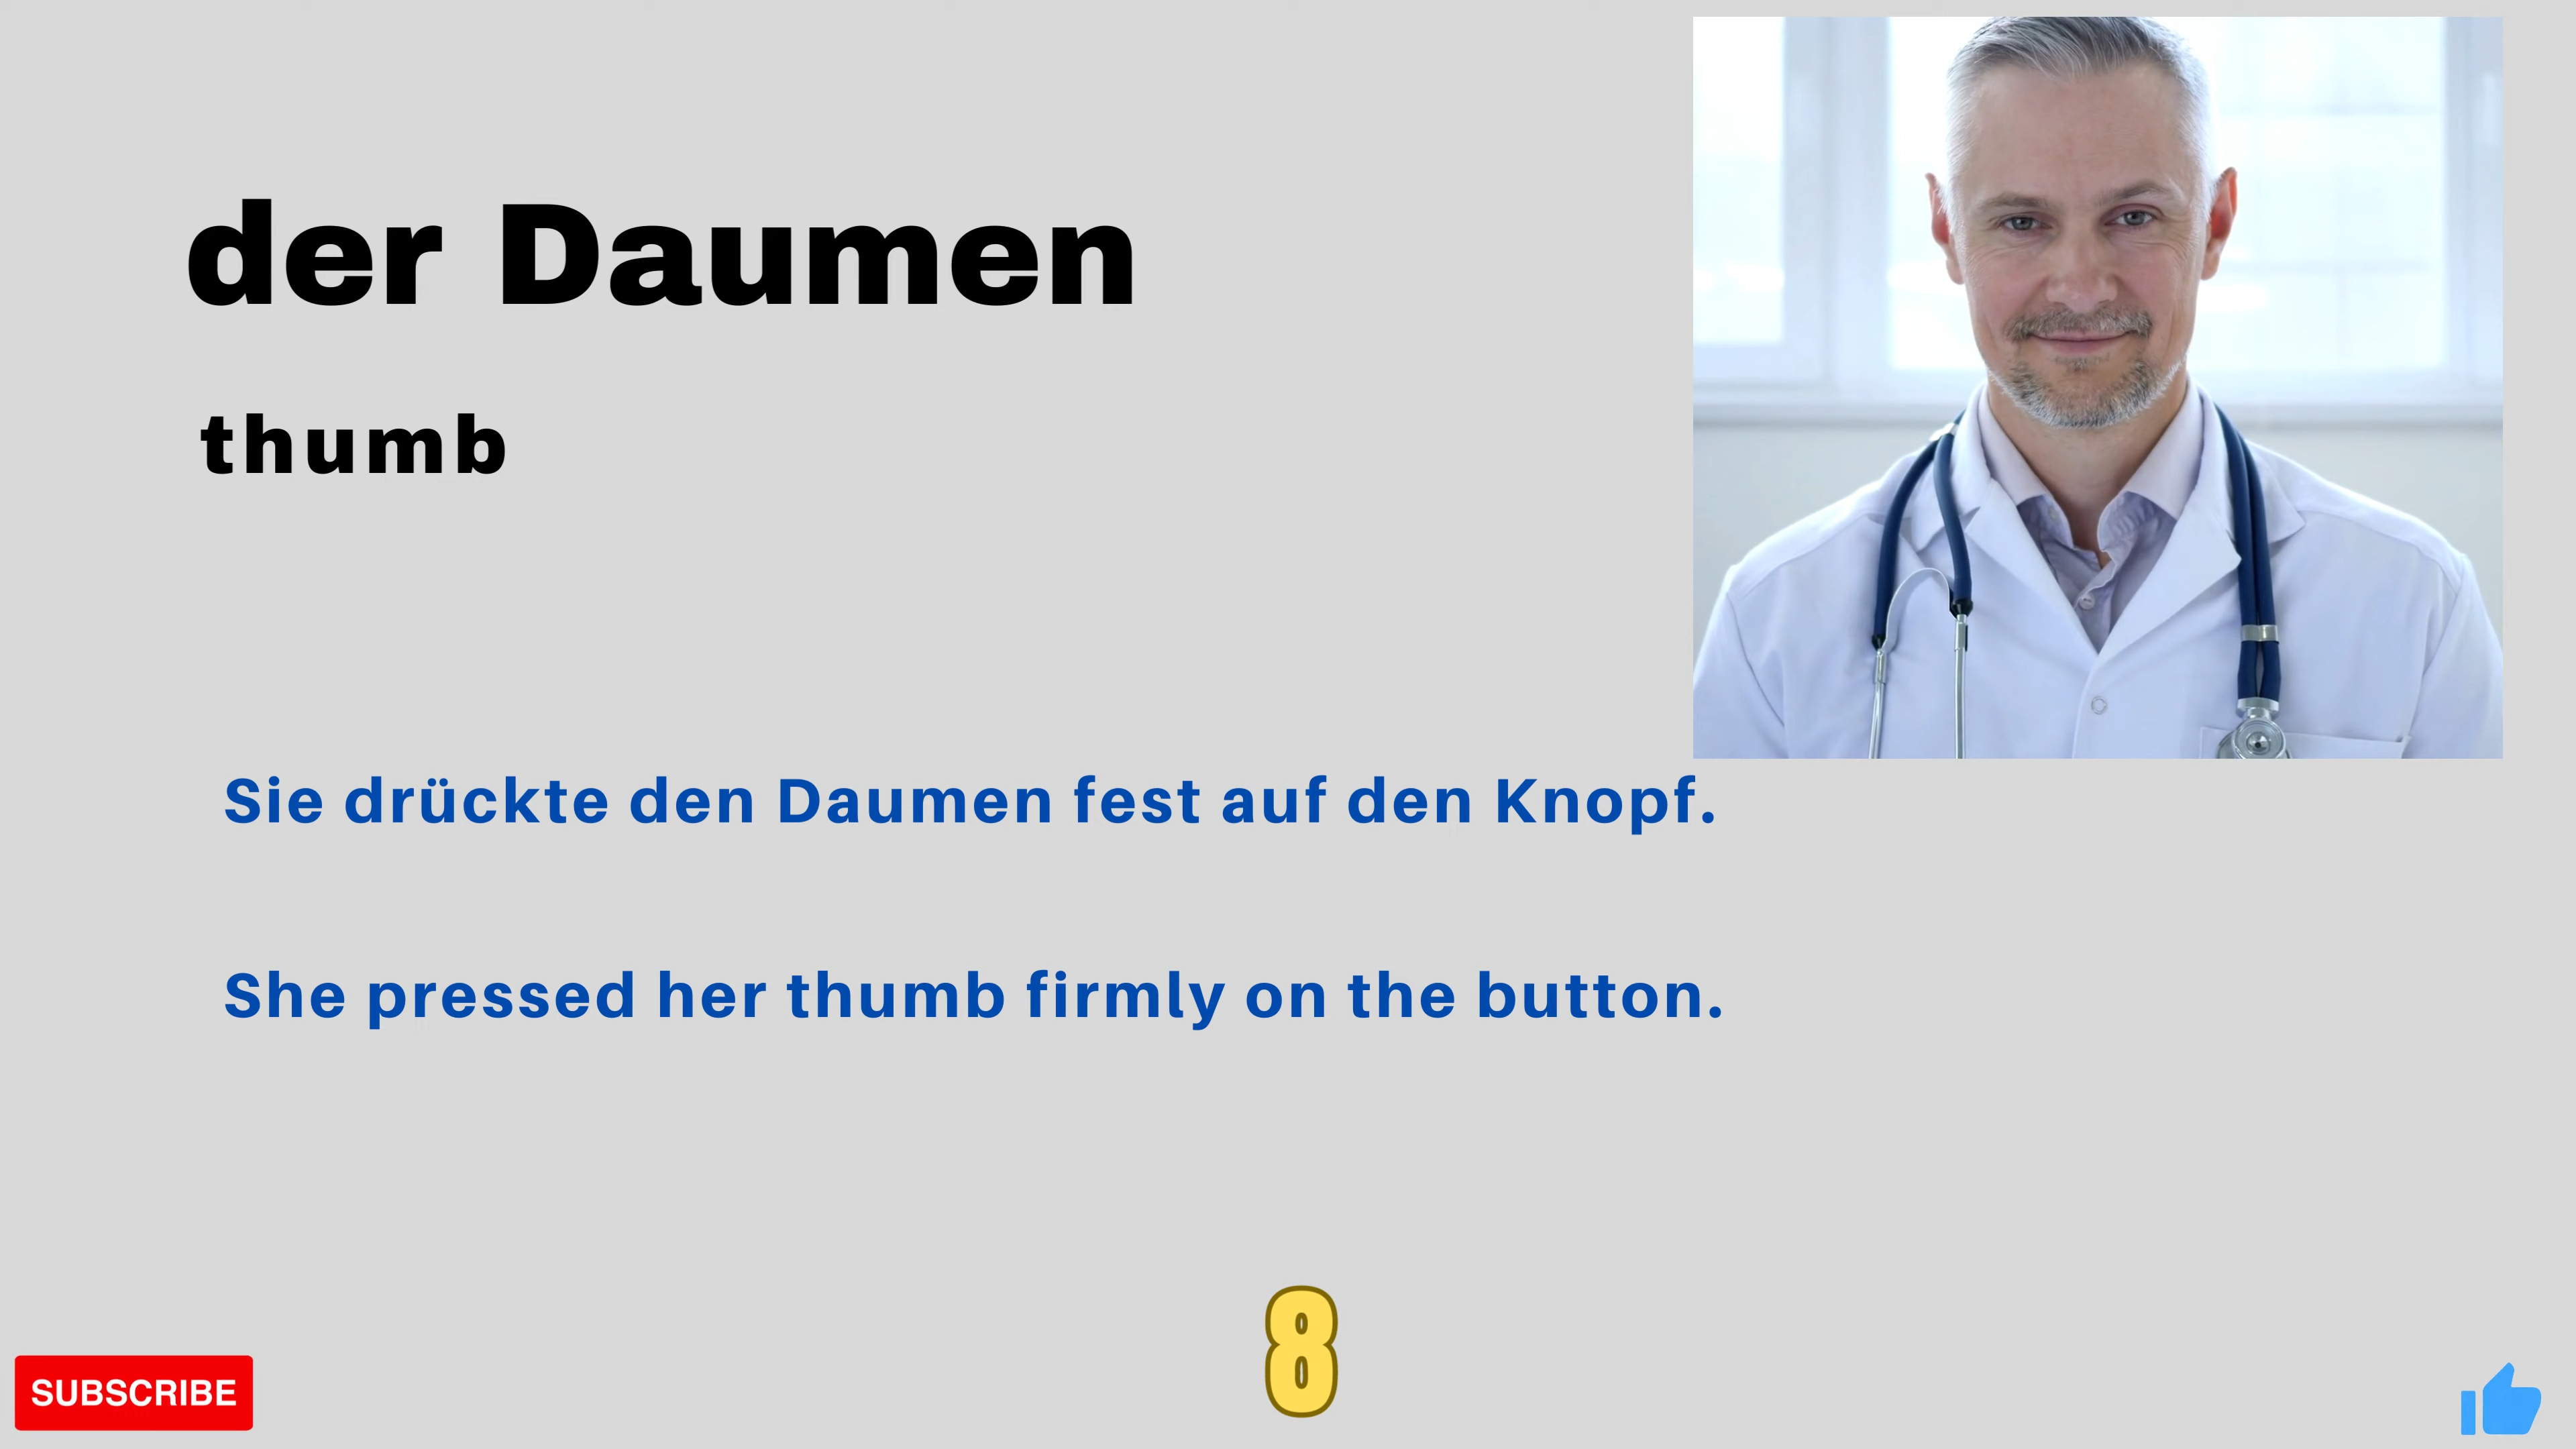 der Daumen
thumb
Sie drückte den Daumen fest auf den Knopf.
She pressed her thumb firmly on the button.
8
SUBSCRIBE